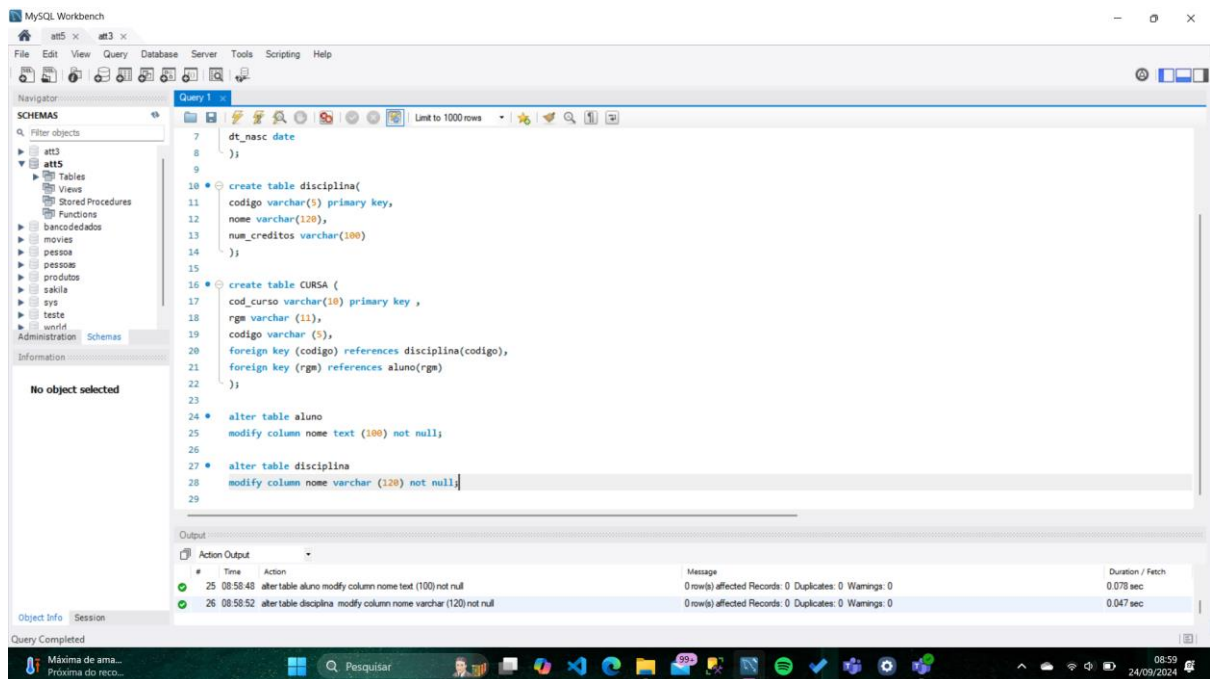 MySQL Workbench
att5 × att3 ×
File Edit View Query Database Server Tools Scripting Help
Navigator
Query 1 ×
SCHEMAS
Filter objects
att3
att5
Tables
Views
Stored Procedures
Functions
bancodedados
movies
pessoa
pessoas
produtos
sakila
sys
teste
world
Administration Schemas
Information
No object selected
Object Info Session
Limit to 1000 rows
7 dt_nasc date
8 );
9
10 create table disciplina(
11 codigo varchar(5) primary key,
12 nome varchar(120),
13 num_creditos varchar(100)
14 );
15
16 create table CURSA (
17 cod_curso varchar(10) primary key ,
18 rgm varchar (11),
19 codigo varchar (5),
20 foreign key (codigo) references disciplina(codigo),
21 foreign key (rgm) references aluno(rgm)
22 );
23
24 alter table aluno
25 modify column nome text (100) not null;
26
27 alter table disciplina
28 modify column nome varchar (120) not null;
29
Output
Action Output
# Time Action Message Duration / Fetch
25 08:58:48 alter table aluno modify column nome text (100) not null 0 row(s) affected Records: 0 Duplicates: 0 Warnings: 0 0.078 sec
26 08:58:52 alter table disciplina modify column nome varchar (120) not null 0 row(s) affected Records: 0 Duplicates: 0 Warnings: 0 0.047 sec
Query Completed
Máxima de ama...
Próxima do reco...
Pesquisar
99+
08:59
24/09/2024